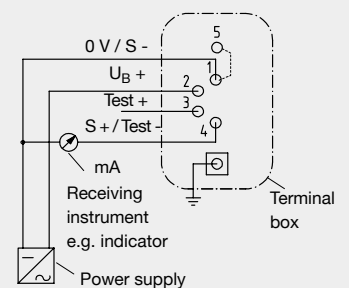 0 V / S -
5
1
U_B +
2
Test +
3
S + / Test -
4
mA
Receiving
instrument
e.g. indicator
Terminal
box
Power supply